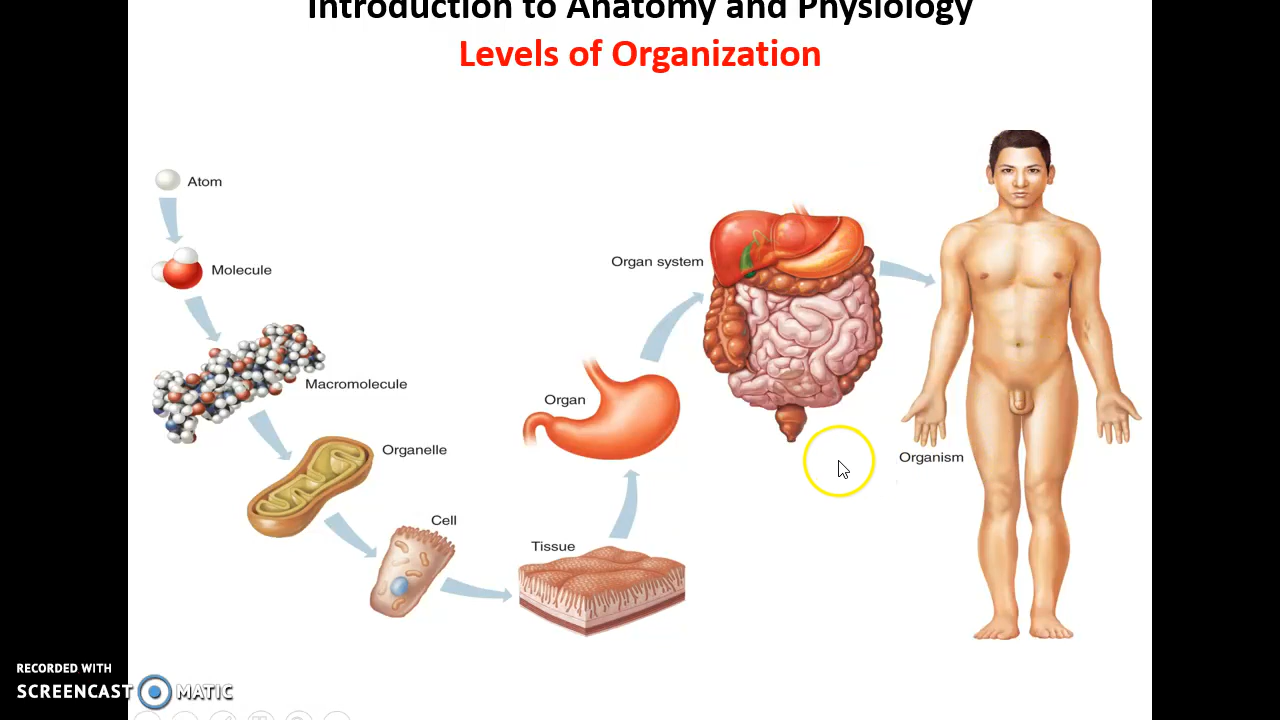 Introduction to Anatomy and Physiology
Levels of Organization
Atom
Molecule
Macromolecule
Organelle
Cell
Tissue
Organ
Organ system
Organism
RECORDED WITH
SCREENCAST MATIC